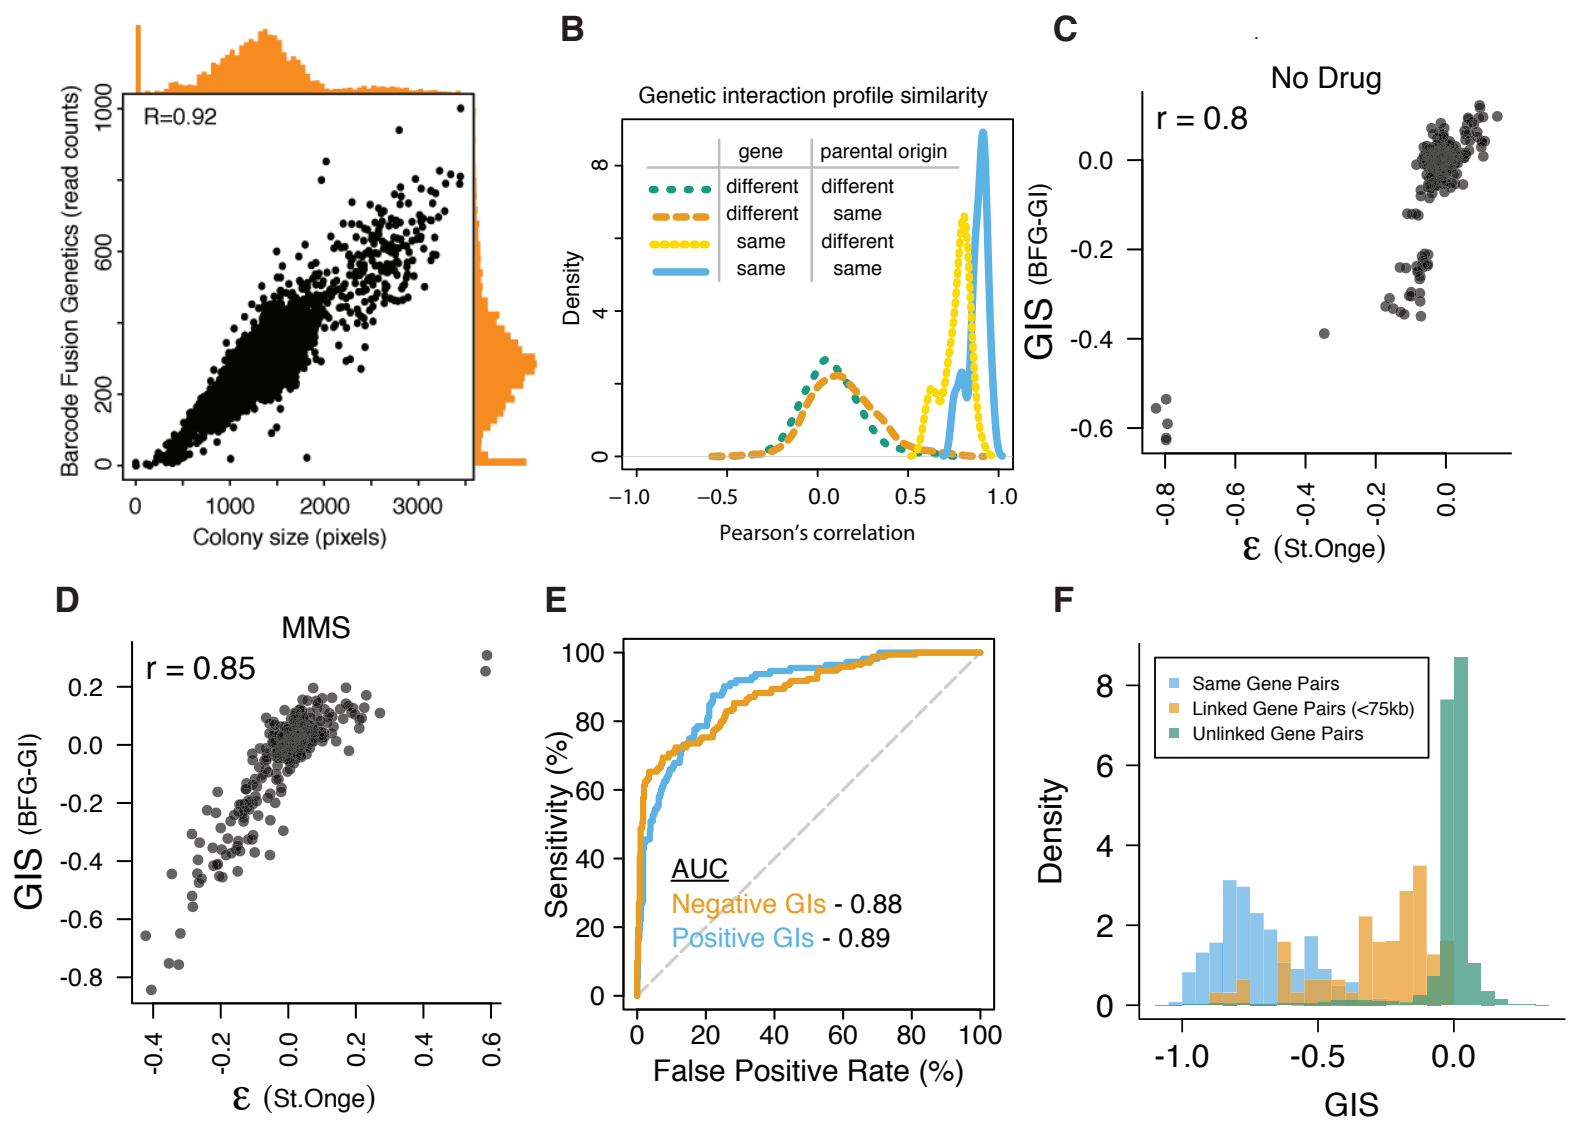 R=0.92
Barcode Fusion Genetics (read counts)
1000
600
200
0
0
1000
2000
3000
Colony size (pixels)
B
Genetic interaction profile similarity
gene
parental origin
different
different
different
same
same
different
same
same
Density
8
4
0
−1.0
−0.5
0.0
0.5
1.0
Pearson's correlation
C
No Drug
r = 0.8
GIS (BFG-GI)
0.0
-0.2
-0.4
-0.6
-0.8
-0.6
-0.4
-0.2
0.0
ε (St.Onge)
D
MMS
r = 0.85
GIS (BFG-GI)
0.2
0.0
-0.2
-0.4
-0.6
-0.8
-0.4
-0.2
0.0
0.2
0.4
0.6
ε (St.Onge)
E
Sensitivity (%)
100
80
60
40
20
0
AUC
Negative GIs - 0.88
Positive GIs - 0.89
0
20
40
60
80
100
False Positive Rate (%)
F
Same Gene Pairs
Linked Gene Pairs (<75kb)
Unlinked Gene Pairs
Density
8
6
4
2
0
-1.0
-0.5
0.0
GIS